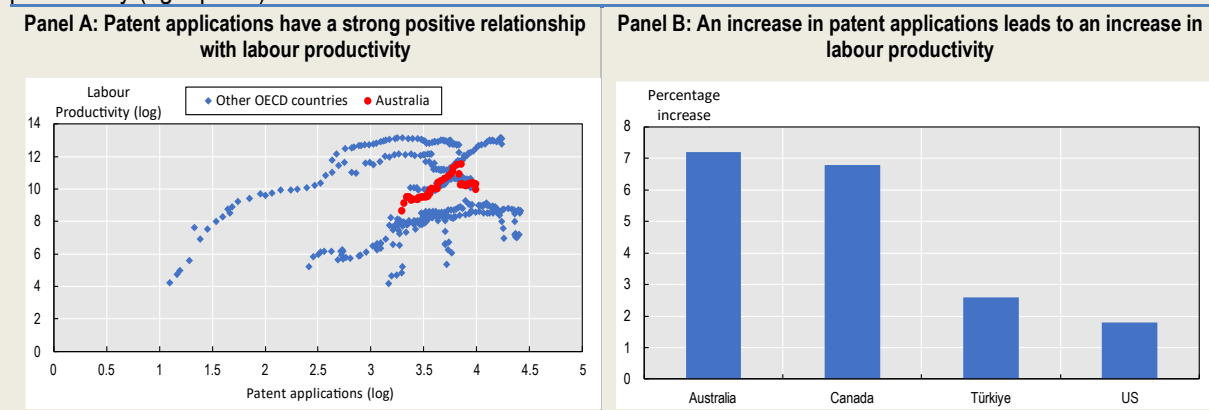 Panel A: Patent applications have a strong positive relationship
with labour productivity
Labour
Productivity (log)
Other OECD countries
Australia
14
12
10
8
6
4
2
0
0 0.5 1 1.5 2 2.5 3 3.5 4 4.5 5
Patent applications (log)
Panel B: An increase in patent applications leads to an increase in
labour productivity
Percentage
increase
8
7
6
5
4
3
2
1
0
Australia Canada Türkiye US